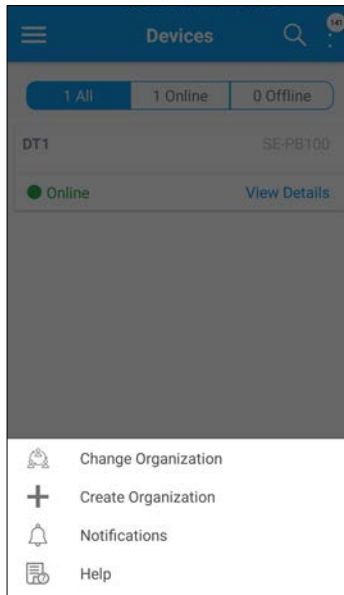 Devices
141
1 All
1 Online
0 Offline
DT1
SE-PB100
Online
View Details
Change Organization
Create Organization
Notifications
Help